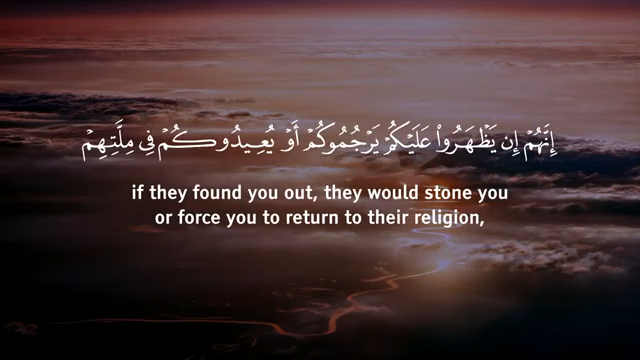 إِنَّهُمۡ إِن يَظۡهَرُواْ عَلَيۡكُمۡ يَرۡجُمُوكُمۡ أَوۡ يُعِيدُوكُمۡ فِي مِلَّتِهِمۡ
if they found you out, they would stone you
or force you to return to their religion,